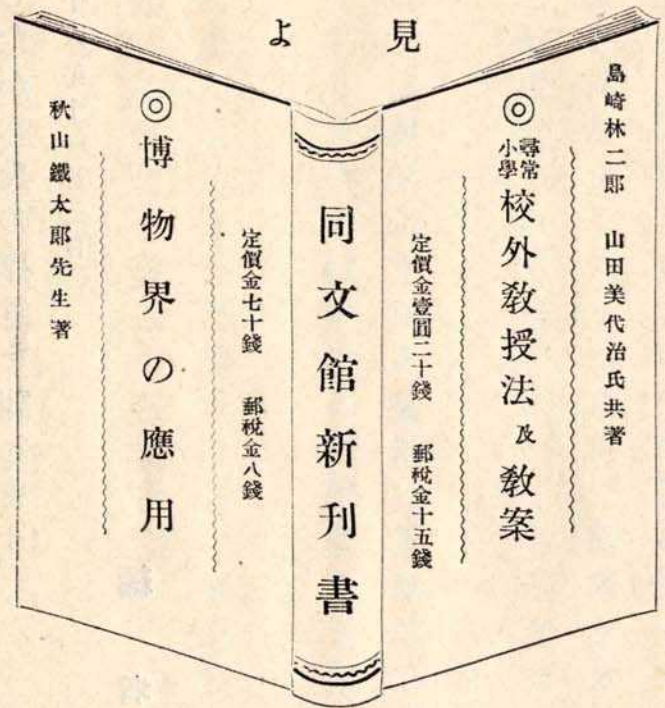 見よ
島崎林二郎　山田美代治氏共著
◎尋常小學校外敎授法及敎案
定價金壹圓二十錢　郵稅金十五錢
同文館新刊書
定價金七十錢　郵稅金八錢
◎博物界の應用
秋山鐵太郎先生著